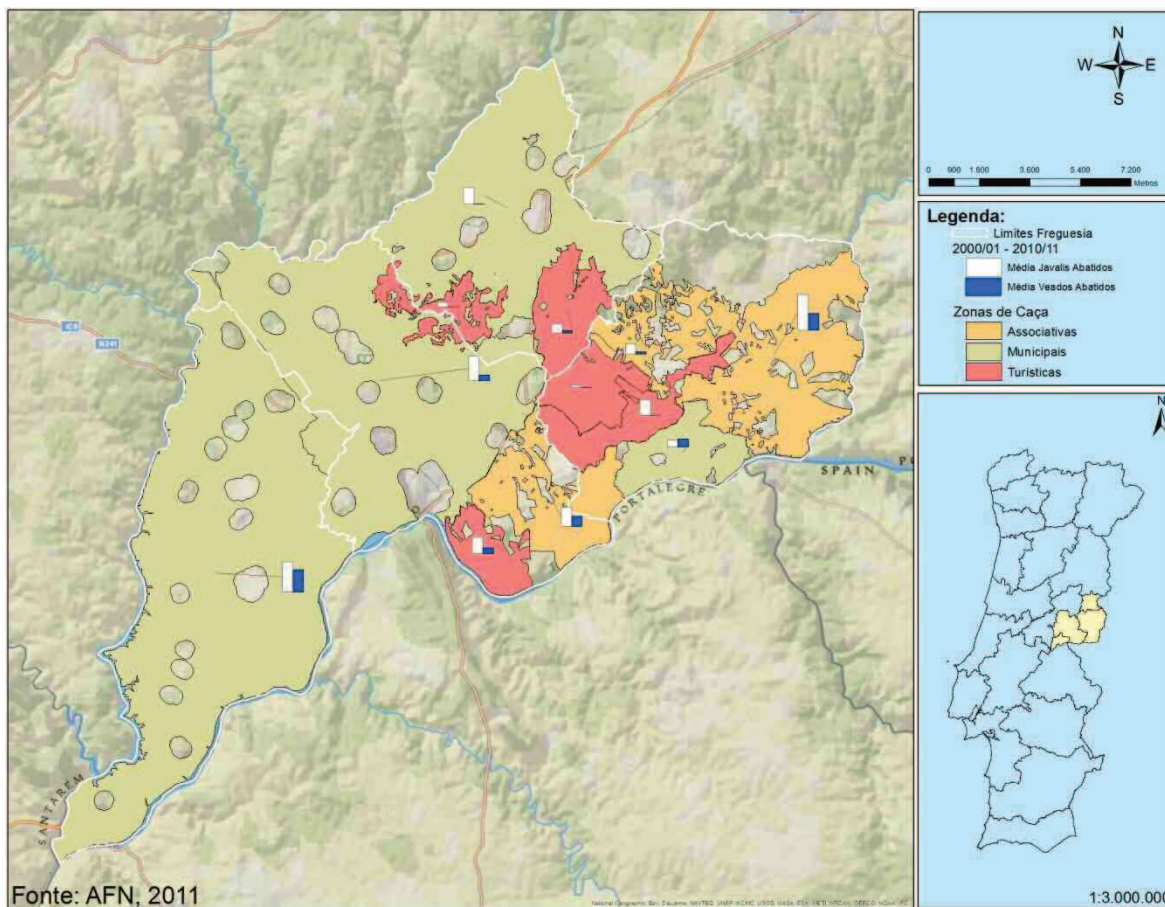 IC8
N241
SANTARÉM
PORTALEGRE
SPAIN
PO
Fonte: AFN, 2011
N
W
E
S
0 900 1.800 3.600 5.400 7.200
Metros
Legenda:
Limites Freguesia
2000/01 - 2010/11
Média Javalis Abatidos
Média Veados Abatidos
Zonas de Caça
Associativas
Municipais
Turísticas
N
1:3.000.000